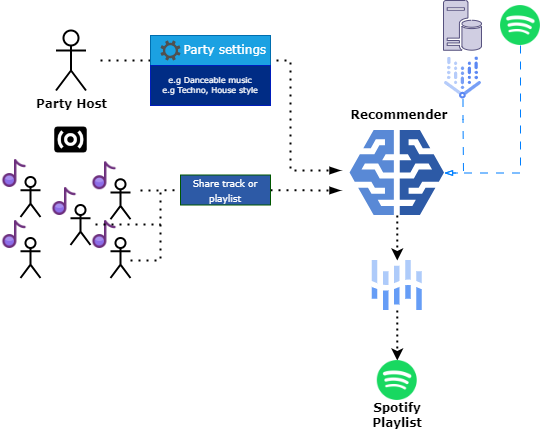 Party settings
e.g Danceable music
e.g Techno, House style
Party Host
Recommender
Share track or
playlist
Spotify
Playlist